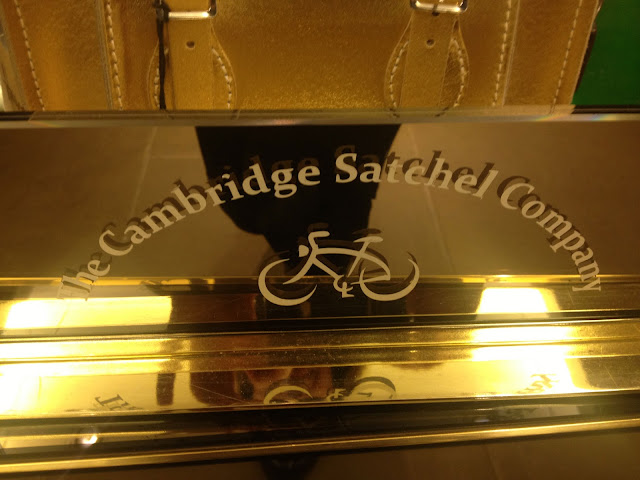 The Cambridge Satchel Company